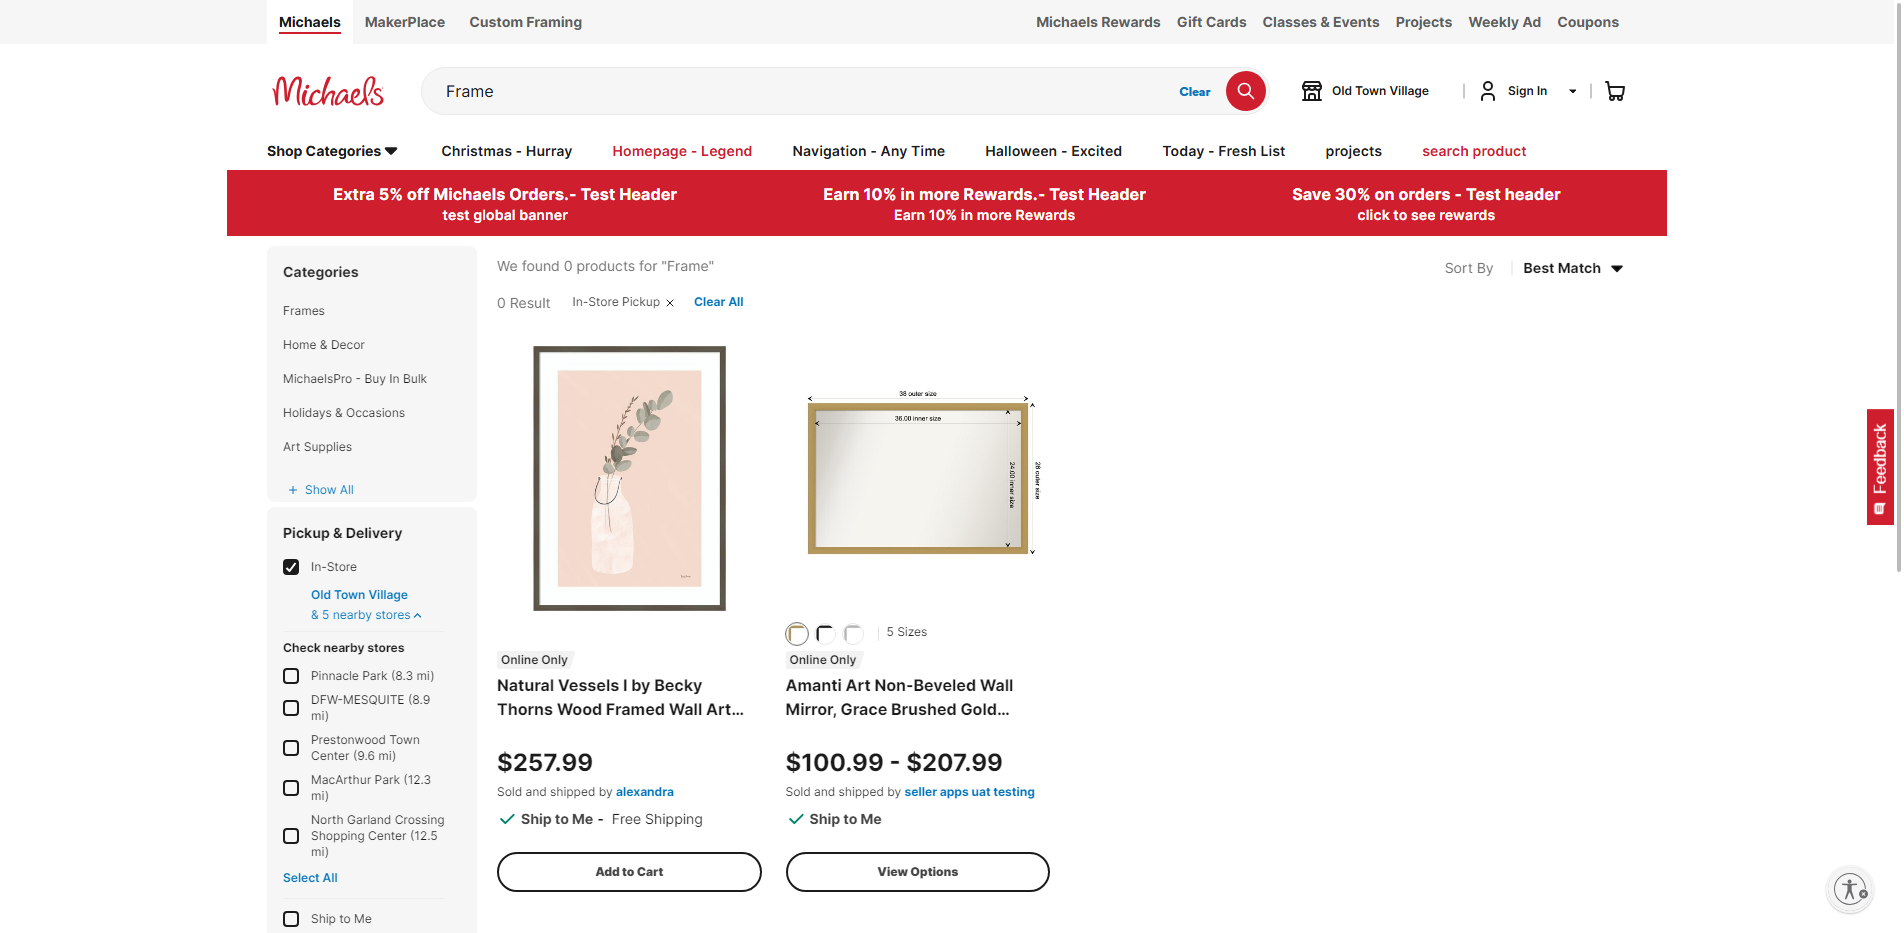 Michaels
MakerPlace
Custom Framing
Michaels Rewards
Gift Cards
Classes & Events
Projects
Weekly Ad
Coupons
Michaels
Frame
Clear
Old Town Village
Sign In
Shop Categories
Christmas - Hurray
Homepage - Legend
Navigation - Any Time
Halloween - Excited
Today - Fresh List
projects
search product
Extra 5% off Michaels Orders.- Test Header
test global banner
Earn 10% in more Rewards.- Test Header
Earn 10% in more Rewards
Save 30% on orders - Test header
click to see rewards
Categories
Frames
Home & Decor
MichaelsPro - Buy In Bulk
Holidays & Occasions
Art Supplies
+ Show All
Pickup & Delivery
In-Store
Old Town Village
& 5 nearby stores
Check nearby stores
Pinnacle Park (8.3 mi)
DFW-MESQUITE (8.9
mi)
Prestonwood Town
Center (9.6 mi)
MacArthur Park (12.3
mi)
North Garland Crossing
Shopping Center (12.5
mi)
Select All
Ship to Me
We found 0 products for "Frame"
Sort By
Best Match
0 Result
In-Store Pickup
Clear All
Online Only
Natural Vessels I by Becky
Thorns Wood Framed Wall Art...
$257.99
Sold and shipped by alexandra
Ship to Me - Free Shipping
Add to Cart
38 outer size
36.00 inner size
24.00 inner size
26 outer size
5 Sizes
Online Only
Amanti Art Non-Beveled Wall
Mirror, Grace Brushed Gold...
$100.99 - $207.99
Sold and shipped by seller apps uat testing
Ship to Me
View Options
Feedback